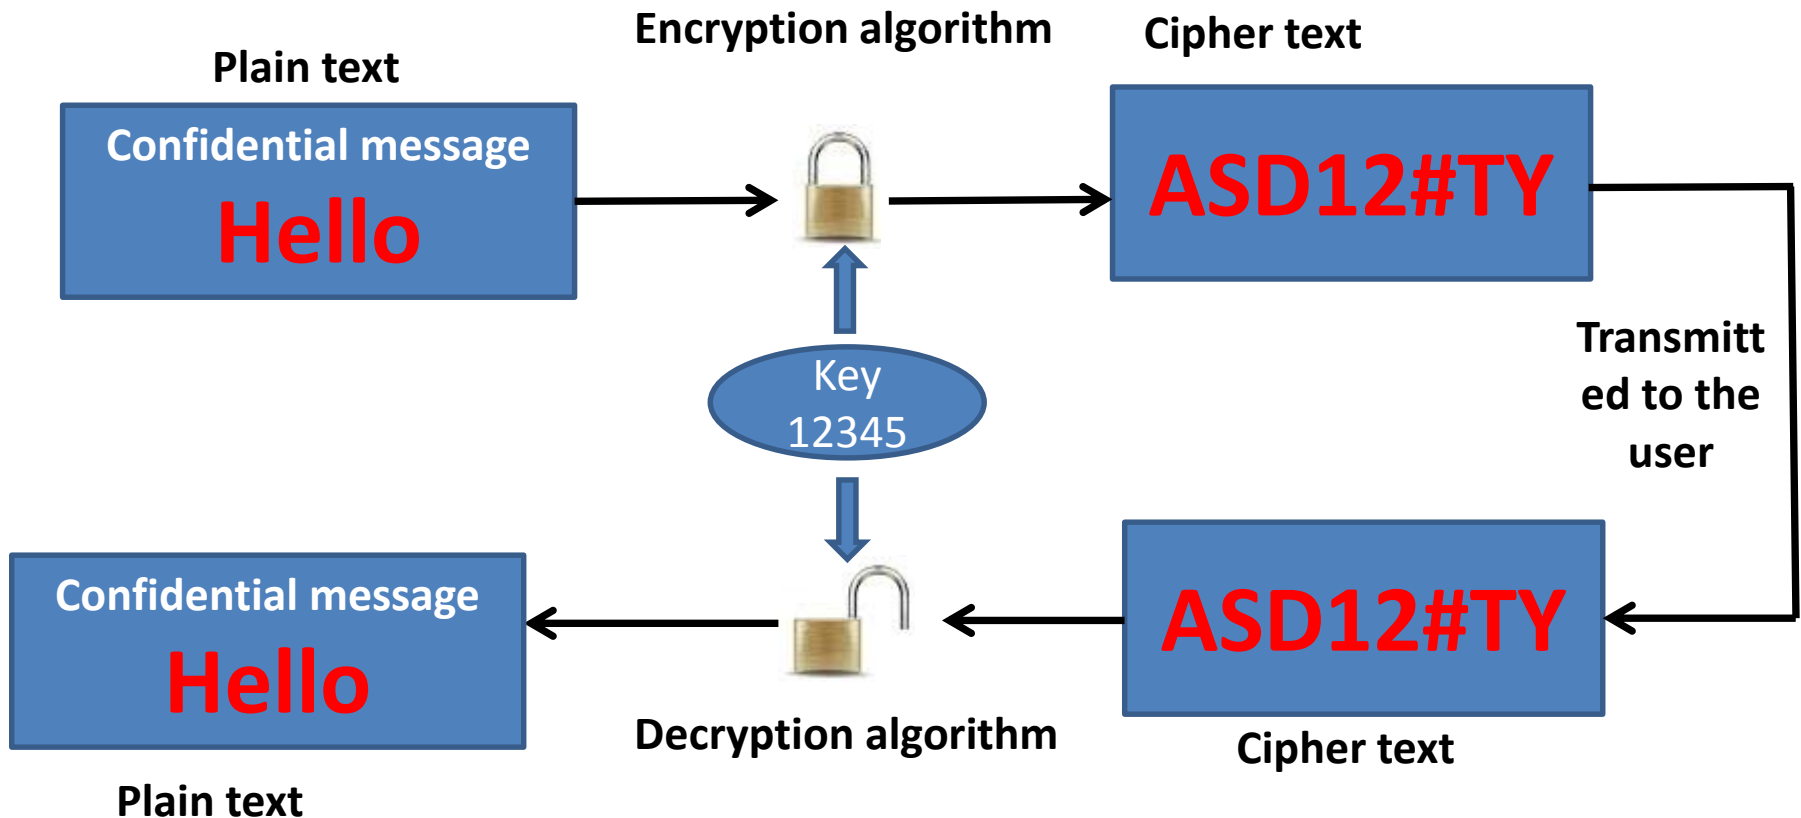 Encryption algorithm
Cipher text
Plain text
Confidential message
Hello
ASD12#TY
Key
12345
Transmitt
ed to the
user
Confidential message
Hello
ASD12#TY
Decryption algorithm
Cipher text
Plain text